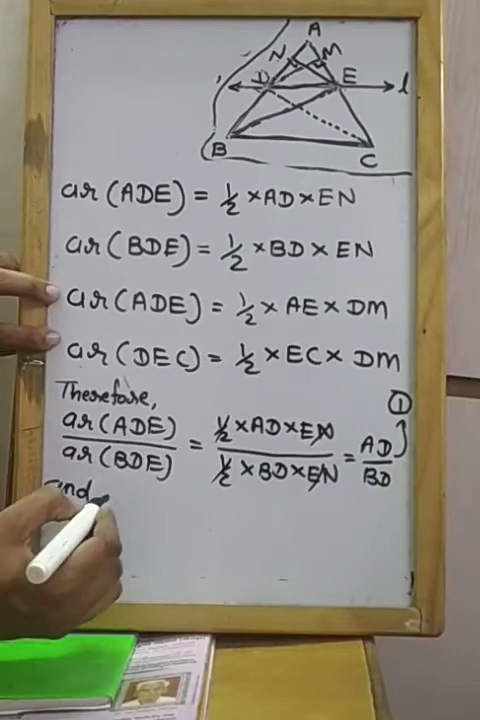 A
N M
D E l
B C
ar (ADE) = 1/2 × AD × EN
ar (BDE) = 1/2 × BD × EN
ar (ADE) = 1/2 × AE × DM
ar (DEC) = 1/2 × EC × DM
Therefore, ①
ar (ADE) / ar (BDE) = 1/2 × AD × EN / 1/2 × BD × EN = AD / BD
and